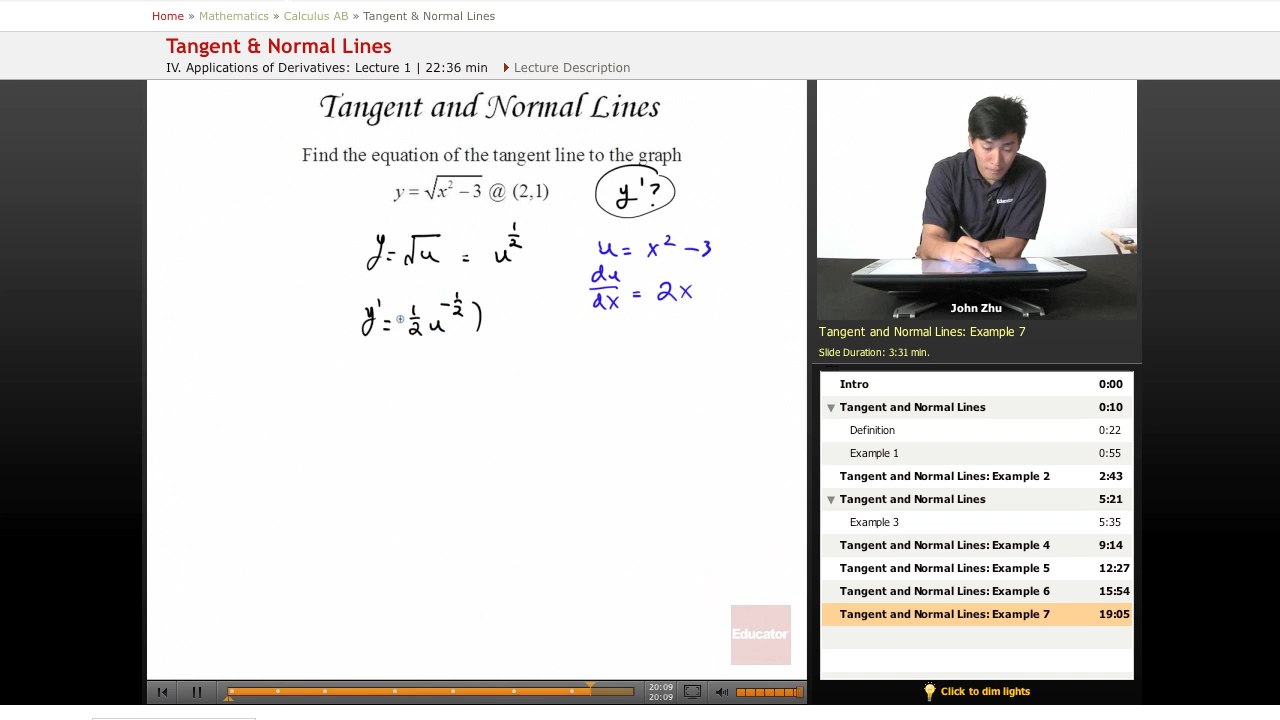 Home » Mathematics » Calculus AB » Tangent & Normal Lines
Tangent & Normal Lines
IV. Applications of Derivatives: Lecture 1 | 22:36 min Lecture Description
Tangent and Normal Lines
Find the equation of the tangent line to the graph
y = √(x² − 3) @ (2,1)
y'?
y = √u = u^(1/2)
u = x² − 3
du/dx = 2x
y' = 1/2 u^(-1/2))
Educator
20:09
20:09
Educator
John Zhu
Tangent and Normal Lines: Example 7
Slide Duration: 3:31 min.
Intro 0:00
▼ Tangent and Normal Lines 0:10
Definition 0:22
Example 1 0:55
Tangent and Normal Lines: Example 2 2:43
▼ Tangent and Normal Lines 5:21
Example 3 5:35
Tangent and Normal Lines: Example 4 9:14
Tangent and Normal Lines: Example 5 12:27
Tangent and Normal Lines: Example 6 15:54
Tangent and Normal Lines: Example 7 19:05
Click to dim lights